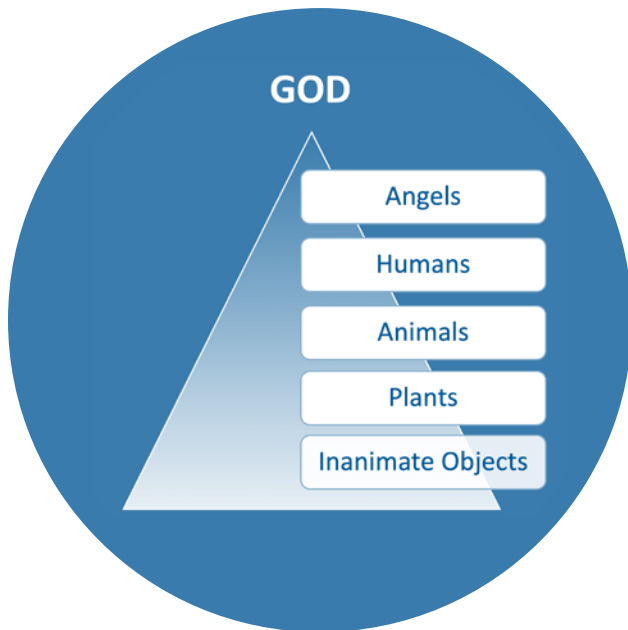 GOD
Angels
Humans
Animals
Plants
Inanimate Objects